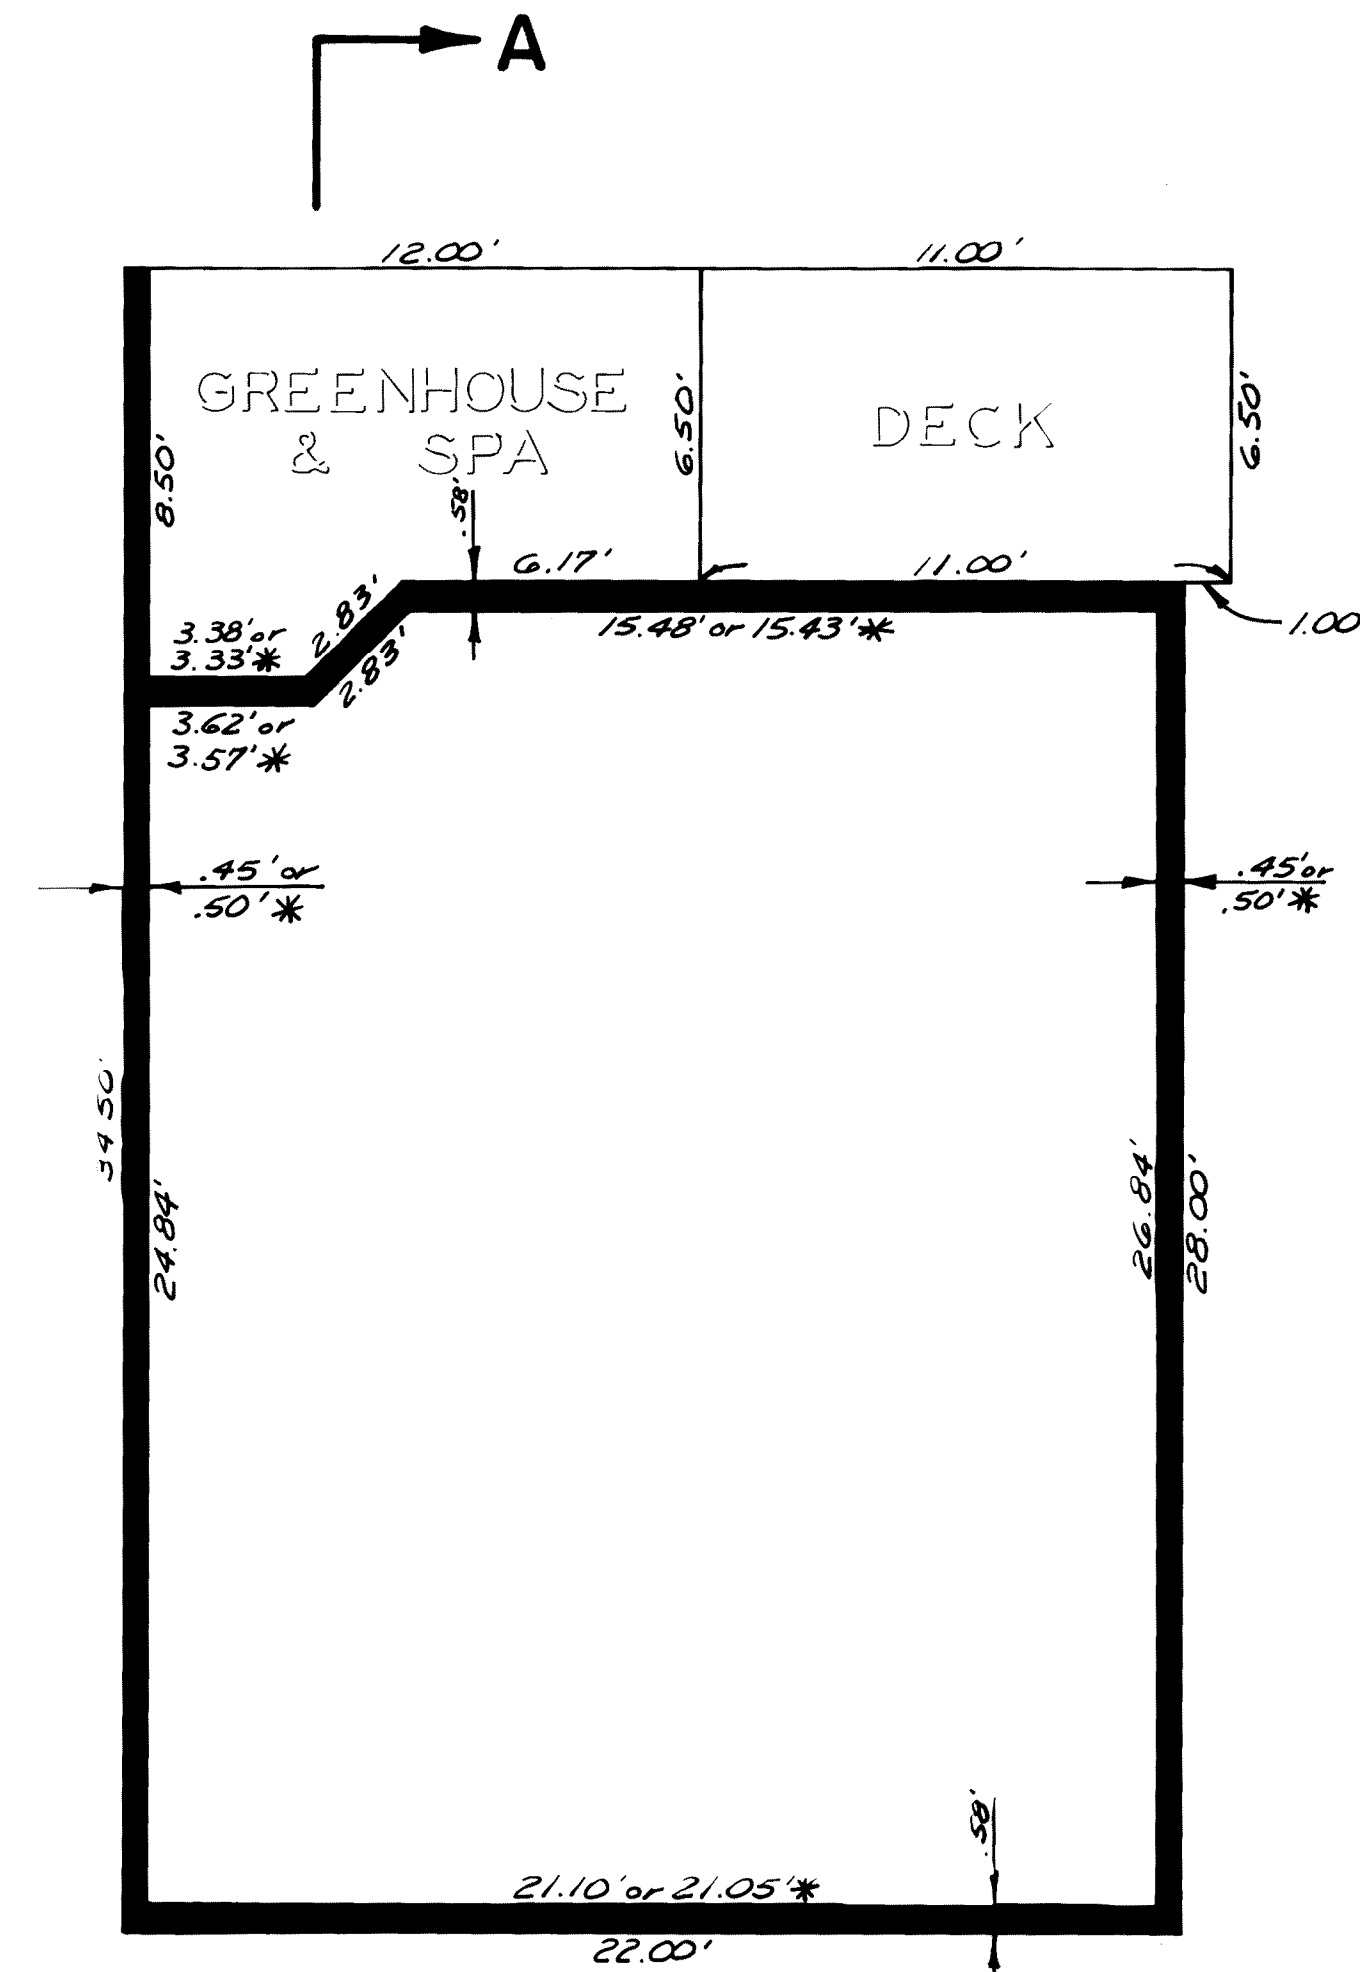 A
12.00'
11.00'
GREENHOUSE
& SPA
DECK
8.50'
6.50'
6.50'
.58'
6.17'
11.00'
1.00
2.83'
2.83'
3.38' or
3.33'*
15.48' or 15.43'*
3.62' or
3.57'*
.45' or
.50'*
.45' or
.50'*
34.50'
24.84'
26.84'
28.00'
.58'
21.10' or 21.05'*
22.00'